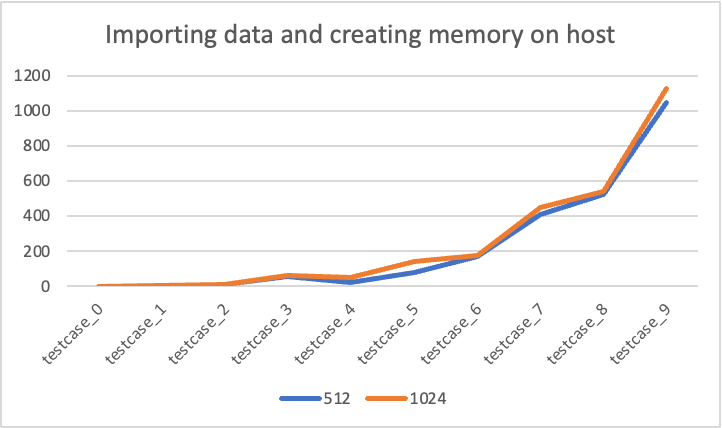 Importing data and creating memory on host
1200
1000
800
600
400
200
0
testcase_0
testcase_1
testcase_2
testcase_3
testcase_4
testcase_5
testcase_6
testcase_7
testcase_8
testcase_9
512 1024